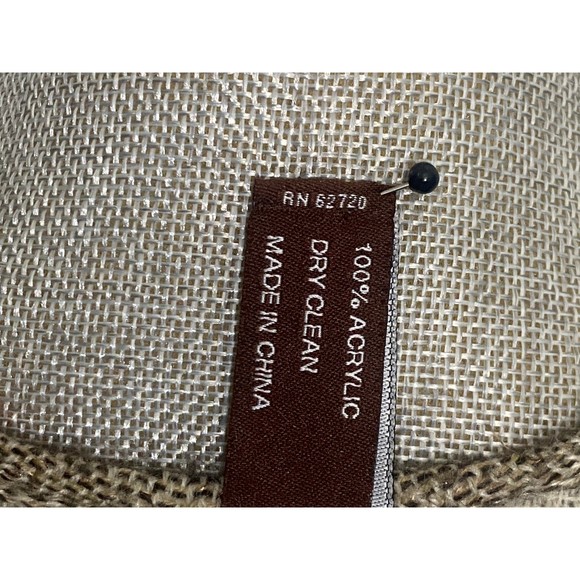 RN 62720
100% ACRYLIC
DRY CLEAN
MADE IN CHINA